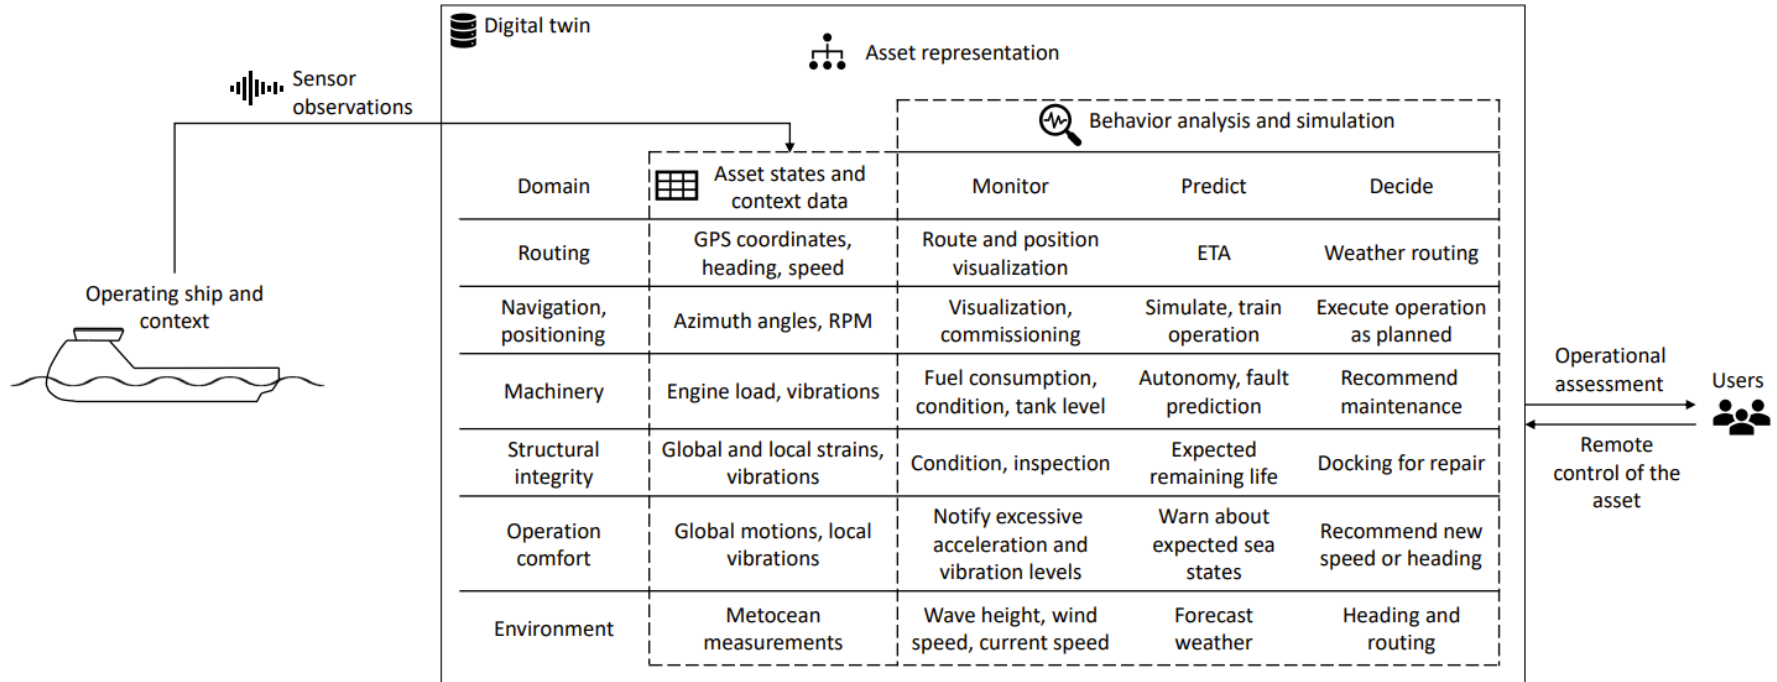 Digital twin
Asset representation
Sensor
observations
Behavior analysis and simulation
Domain
Asset states and
context data
Monitor
Predict
Decide
Routing
GPS coordinates,
heading, speed
Route and position
visualization
ETA
Weather routing
Operating ship and
context
Navigation,
positioning
Azimuth angles, RPM
Visualization,
commissioning
Simulate, train
operation
Execute operation
as planned
Machinery
Engine load, vibrations
Fuel consumption,
condition, tank level
Autonomy, fault
prediction
Recommend
maintenance
Operational
assessment
Users
Remote
control of the
asset
Structural
integrity
Global and local strains,
vibrations
Condition, inspection
Expected
remaining life
Docking for repair
Operation
comfort
Global motions, local
vibrations
Notify excessive
acceleration and
vibration levels
Warn about
expected sea
states
Recommend new
speed or heading
Environment
Metocean
measurements
Wave height, wind
speed, current speed
Forecast
weather
Heading and
routing